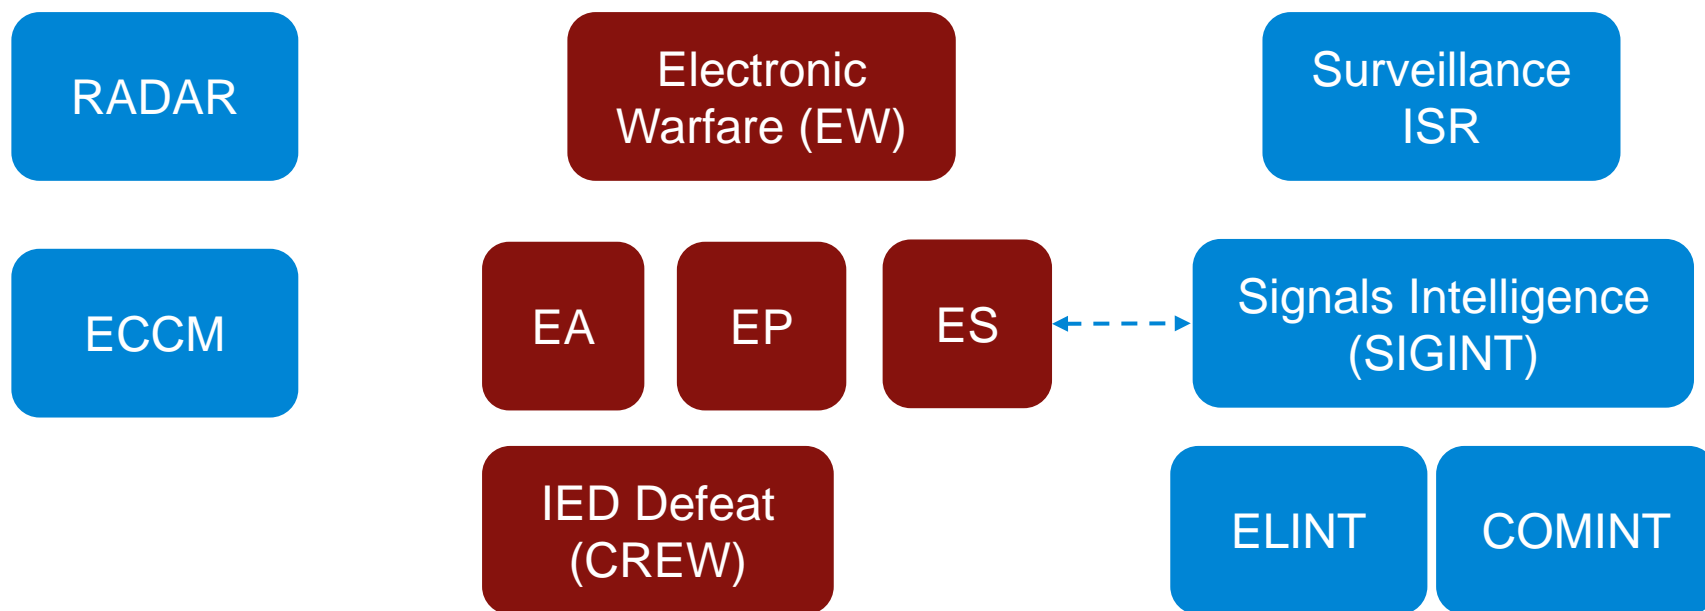 RADAR
Electronic
Warfare (EW)
Surveillance
ISR
ECCM
EA
EP
ES
Signals Intelligence
(SIGINT)
IED Defeat
(CREW)
ELINT
COMINT